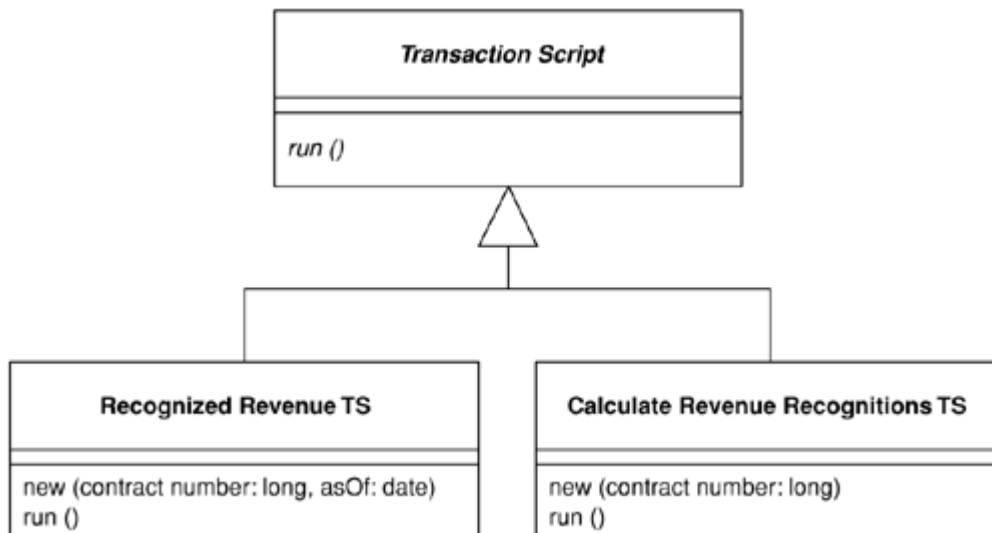 Transaction Script
run ()
Recognized Revenue TS
new (contract number: long, asOf: date)
run ()
Calculate Revenue Recognitions TS
new (contract number: long)
run ()